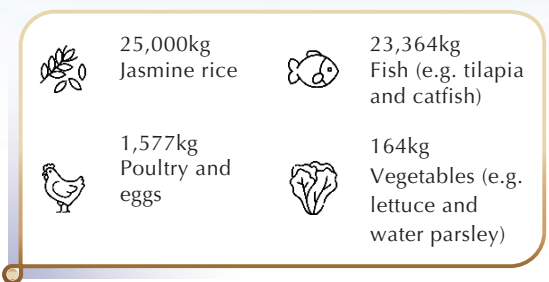 25,000kg
Jasmine rice
23,364kg
Fish (e.g. tilapia
and catfish)
1,577kg
Poultry and
eggs
164kg
Vegetables (e.g.
lettuce and
water parsley)